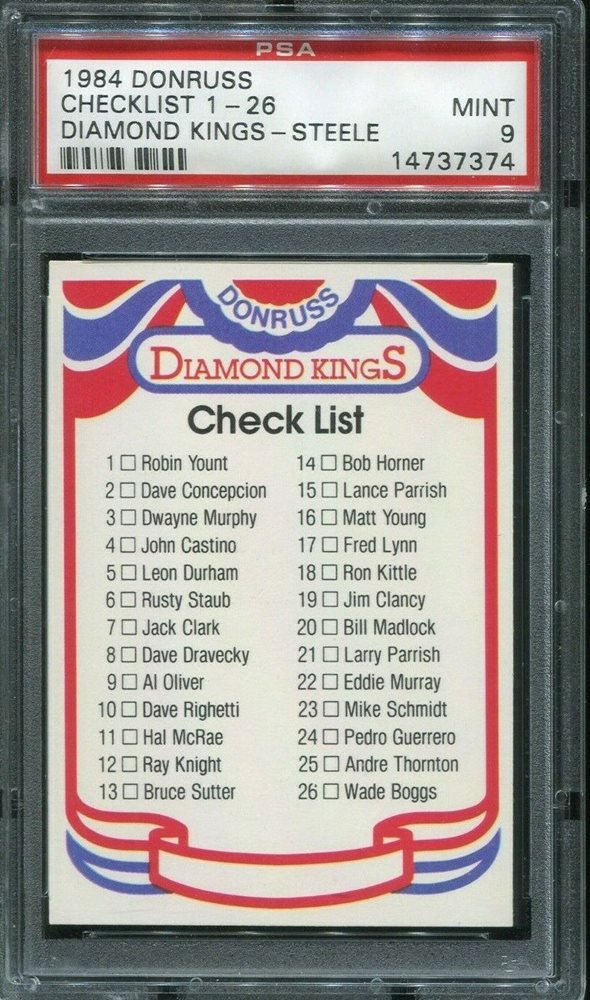 PSA
1984 DONRUSS
CHECKLIST 1-26 MINT
DIAMOND KINGS-STEELE 9
14737374
DONRUSS
DIAMOND KINGS
Check List
1 □ Robin Yount
2 □ Dave Concepcion
3 □ Dwayne Murphy
4 □ John Castino
5 □ Leon Durham
6 □ Rusty Staub
7 □ Jack Clark
8 □ Dave Dravecky
9 □ Al Oliver
10 □ Dave Righetti
11 □ Hal McRae
12 □ Ray Knight
13 □ Bruce Sutter
14 □ Bob Horner
15 □ Lance Parrish
16 □ Matt Young
17 □ Fred Lynn
18 □ Ron Kittle
19 □ Jim Clancy
20 □ Bill Madlock
21 □ Larry Parrish
22 □ Eddie Murray
23 □ Mike Schmidt
24 □ Pedro Guerrero
25 □ Andre Thornton
26 □ Wade Boggs